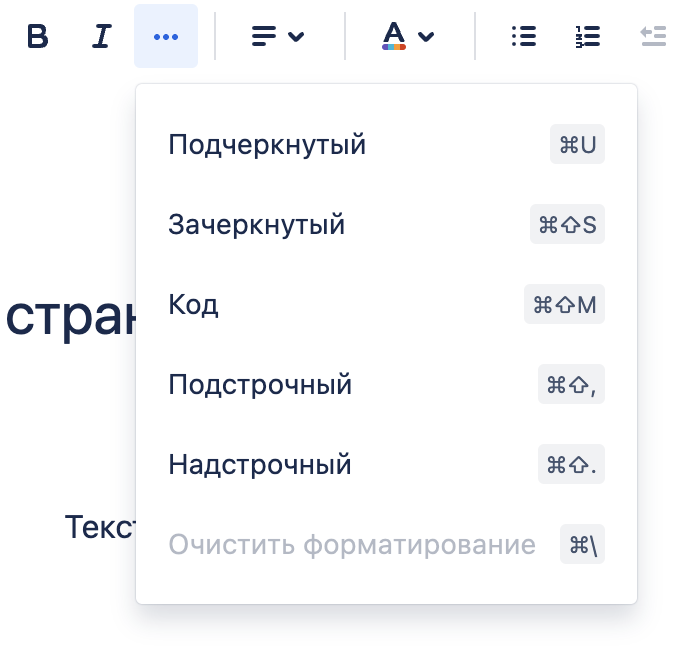 B I ... A
Подчеркнутый ⌘U
Зачеркнутый ⌘⇧S
Код ⌘⇧M
стран
Подстрочный ⌘⇧,
Надстрочный ⌘⇧.
Текст
Очистить форматирование ⌘\